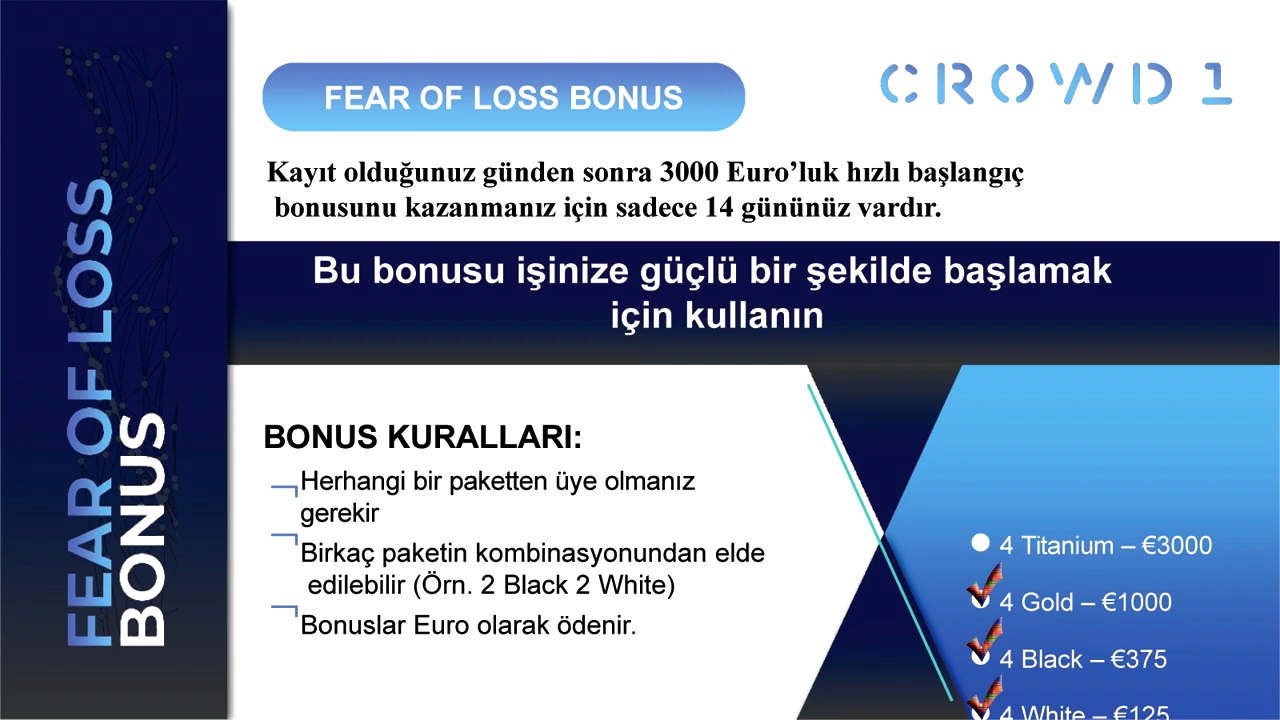 FEAR OF LOSS
BONUS
FEAR OF LOSS BONUS
CROWD 1
Kayıt olduğunuz günden sonra 3000 Euro’luk hızlı başlangıç
bonusunu kazanmanız için sadece 14 gününüz vardır.
Bu bonusu işinize güçlü bir şekilde başlamak
için kullanın
BONUS KURALLARI:
Herhangi bir paketten üye olmanız
gerekir
Birkaç paketin kombinasyonundan elde
edilebilir (Örn. 2 Black 2 White)
Bonuslar Euro olarak ödenir.
4 Titanium – €3000
4 Gold – €1000
4 Black – €375
4 White – €125